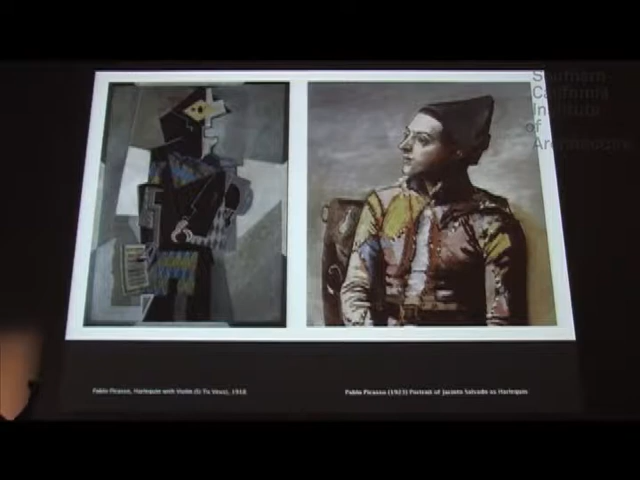 Southern
California
Institute
of
Architecture
Pablo Picasso, Harlequin with Violin (Si Tu Veux), 1918
Pablo Picasso (1923) Portrait of Jacinto Salvado as Harlequin